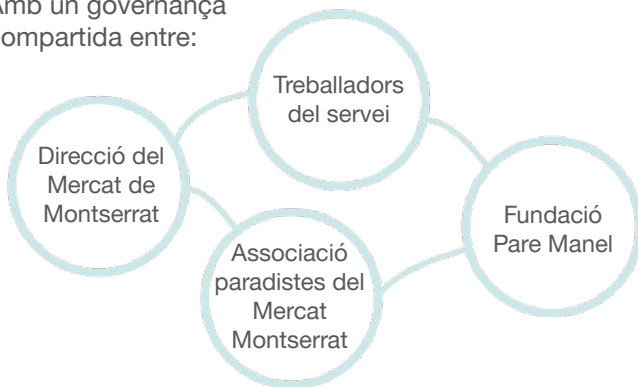 Amb un governança
compartida entre:
Treballadors
del servei
Direcció del
Mercat de
Montserrat
Associació
paradistes del
Mercat
Montserrat
Fundació
Pare Manel